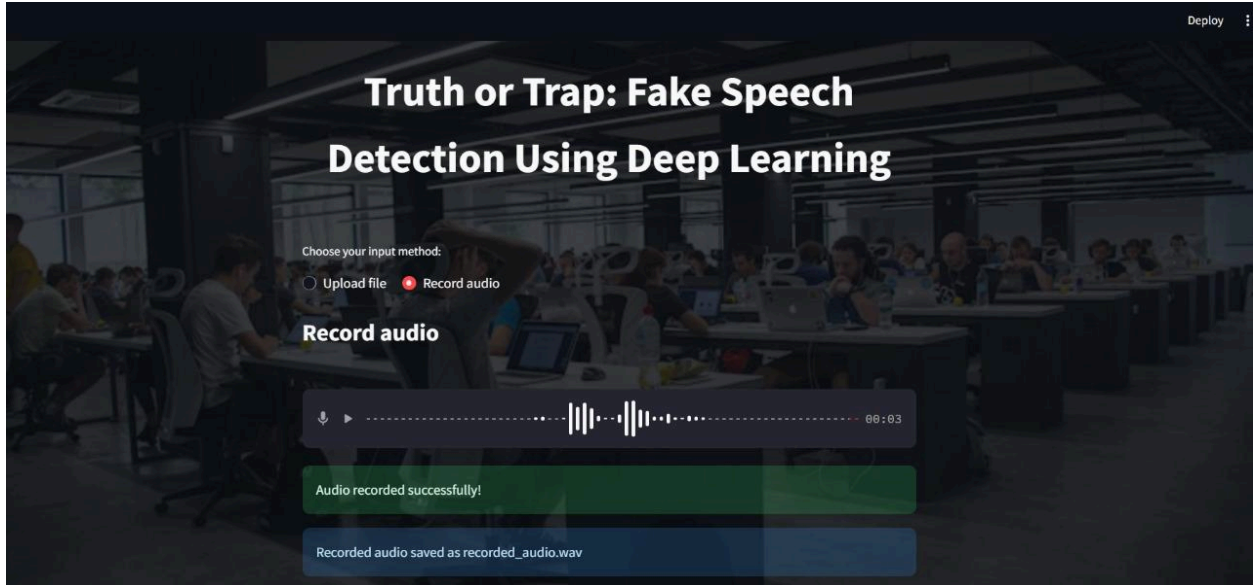 Deploy
Truth or Trap: Fake Speech
Detection Using Deep Learning
Choose your input method:
Upload file Record audio
Record audio
00:03
Audio recorded successfully!
Recorded audio saved as recorded_audio.wav